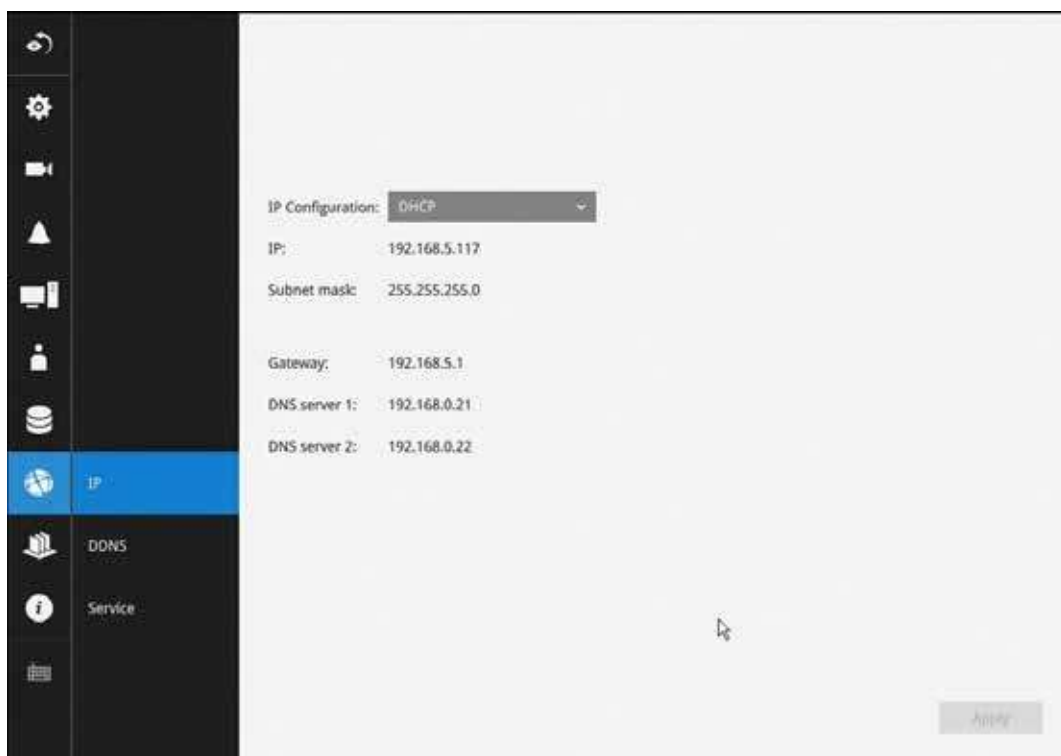 IP Configuration: DHCP
IP: 192.168.5.117
Subnet mask: 255.255.255.0
Gateway: 192.168.5.1
DNS server 1: 192.168.0.21
DNS server 2: 192.168.0.22
IP
DDNS
Service
Apply